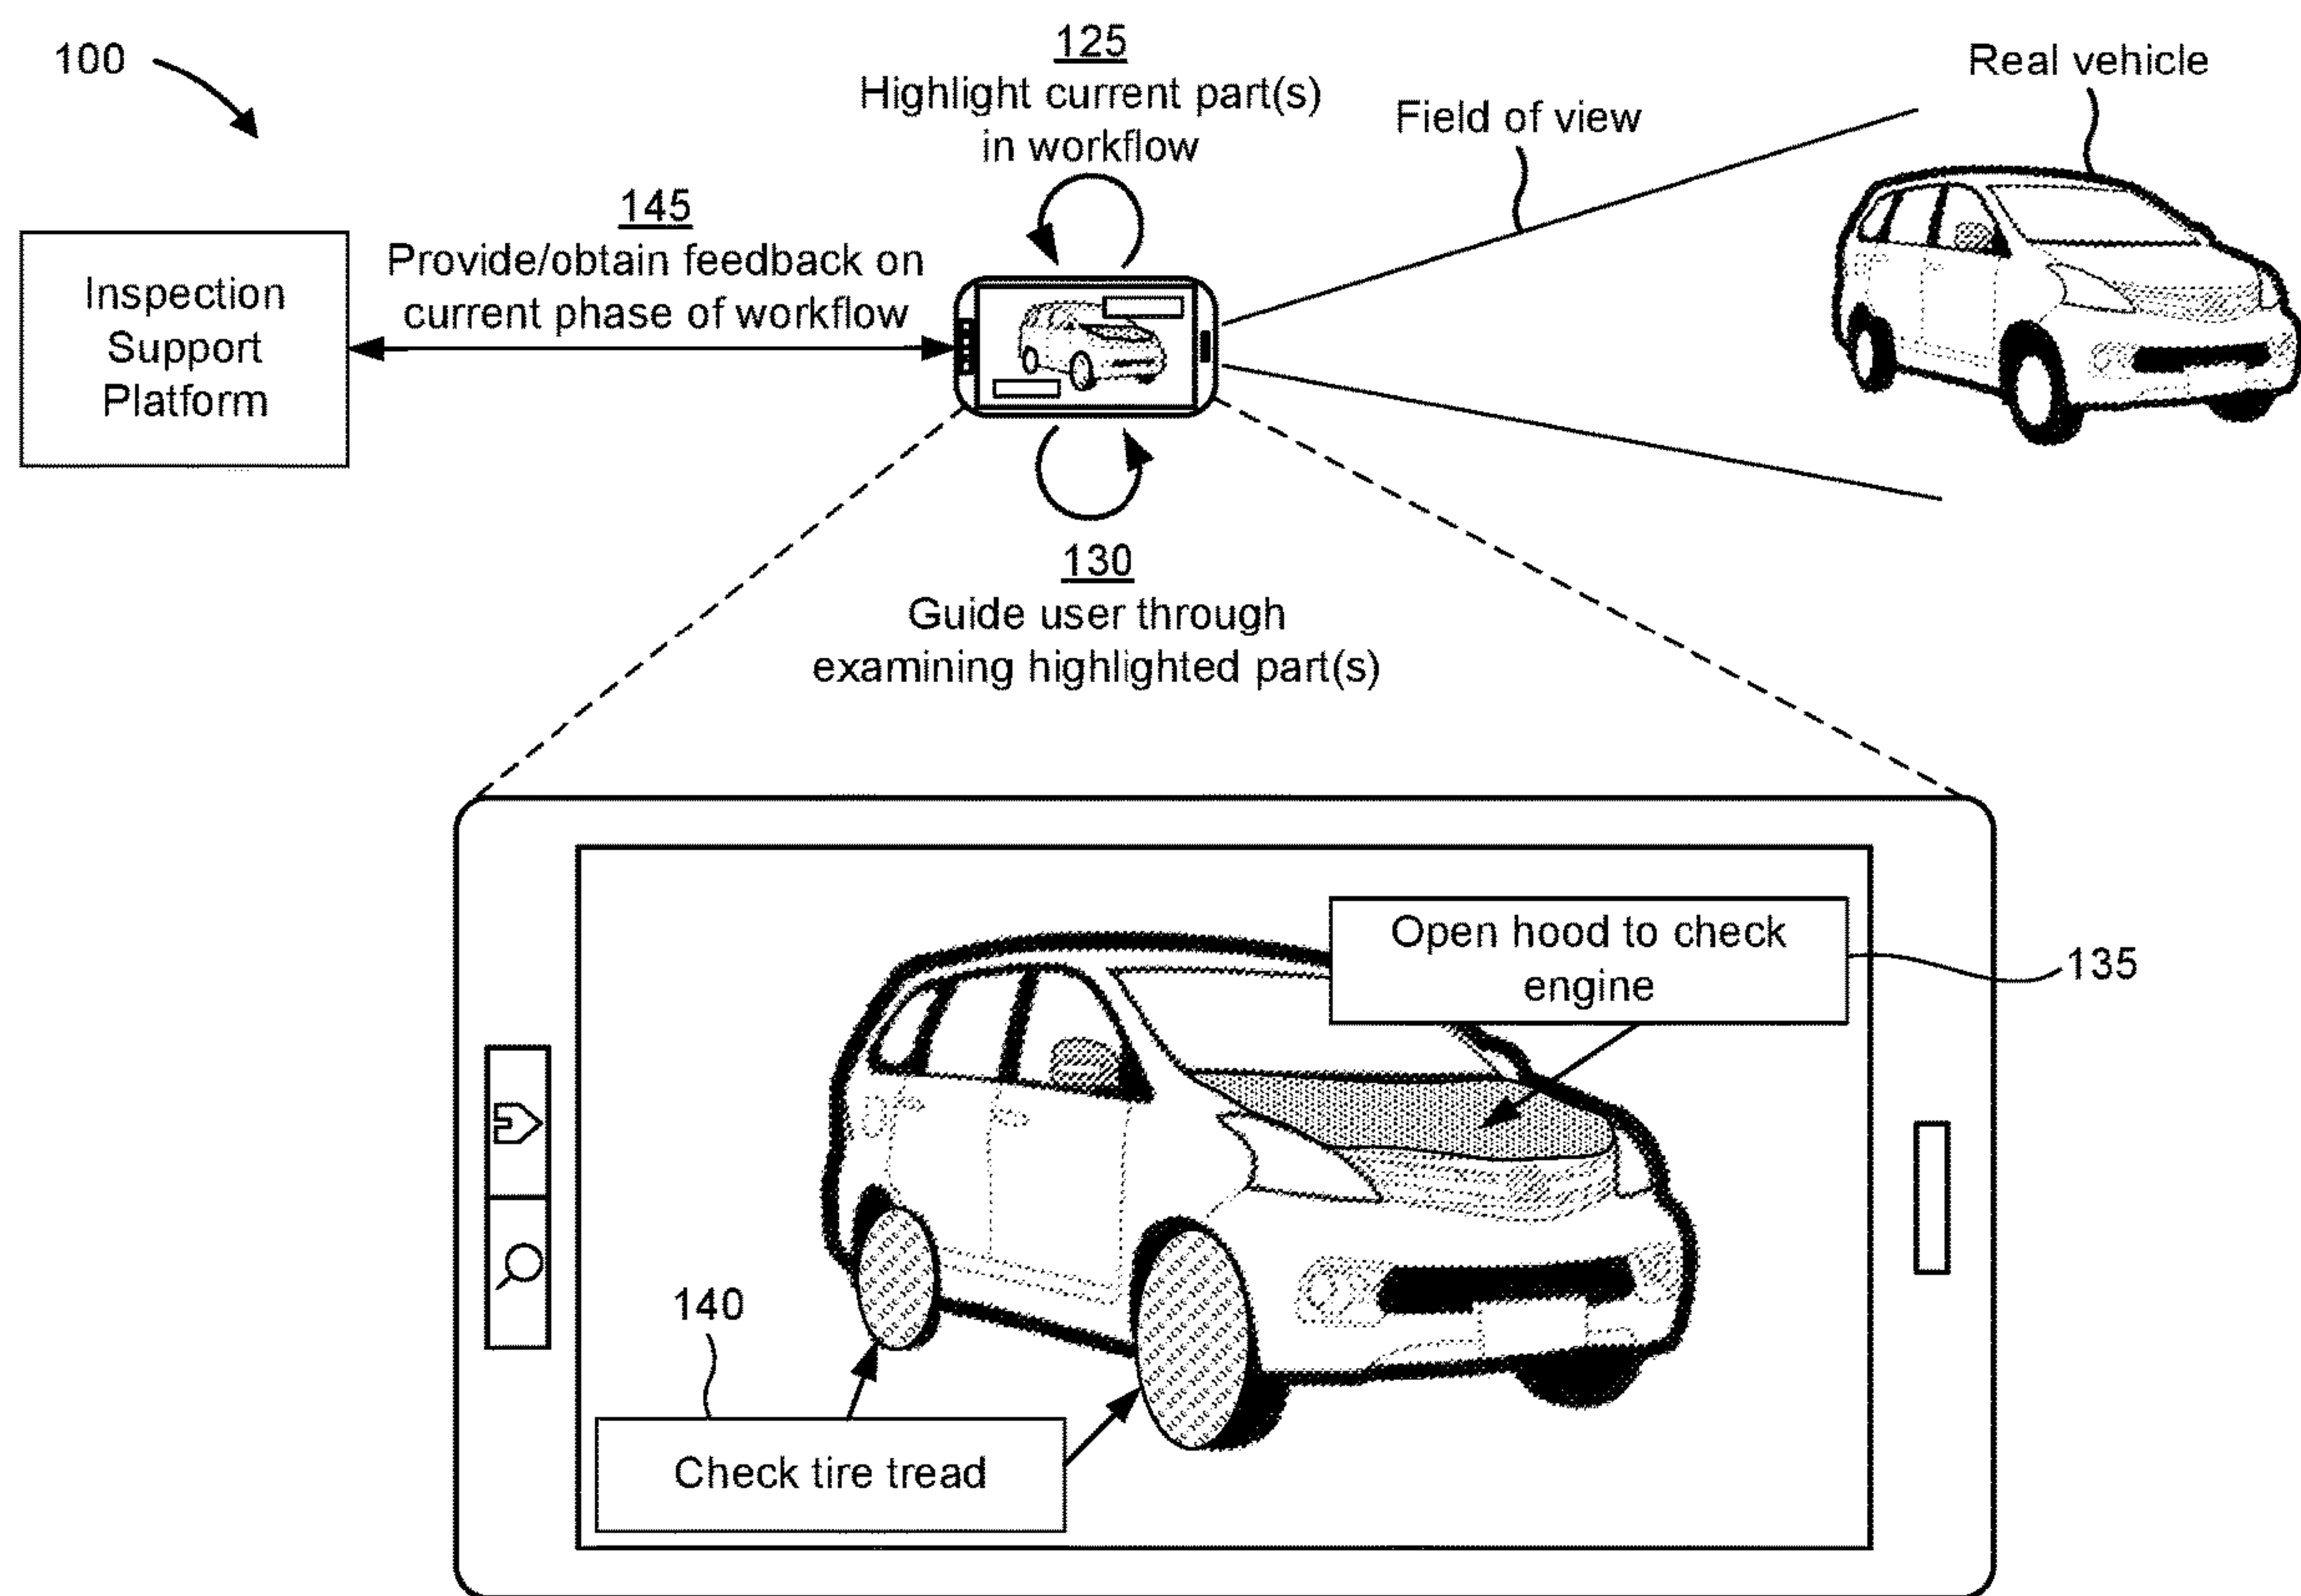 100
125
Highlight current part(s)
in workflow
Real vehicle
Field of view
145
Provide/obtain feedback on
current phase of workflow
Inspection
Support
Platform
130
Guide user through
examining highlighted part(s)
Open hood to check
engine
135
140
Check tire tread